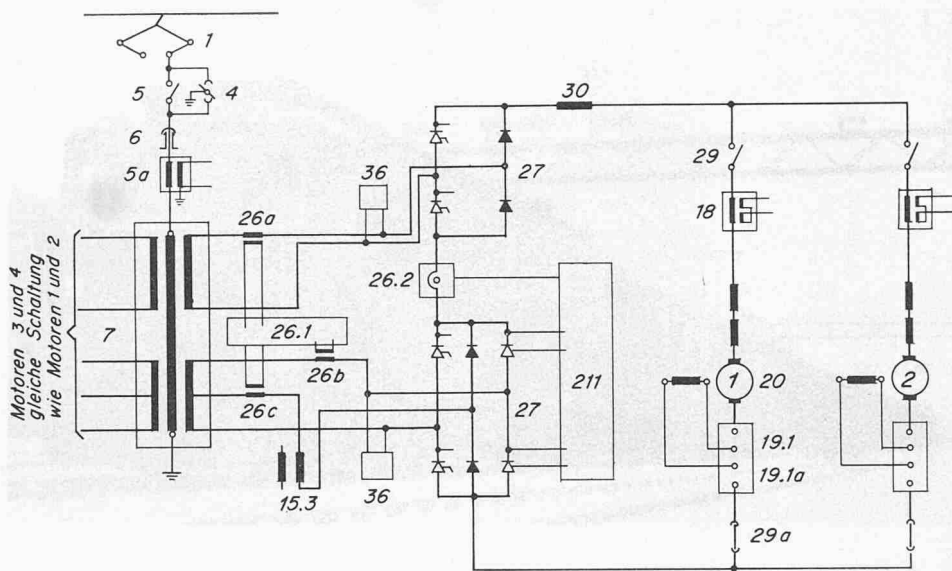 1
5
4
6
5a
30
29
18
27
36
26a
26.2
26.1
26b
26c
7
Motoren 3 und 4
gleiche Schaltung
wie Motoren 1 und 2
27
211
1
20
2
19.1
19.1a
15.3
36
29a